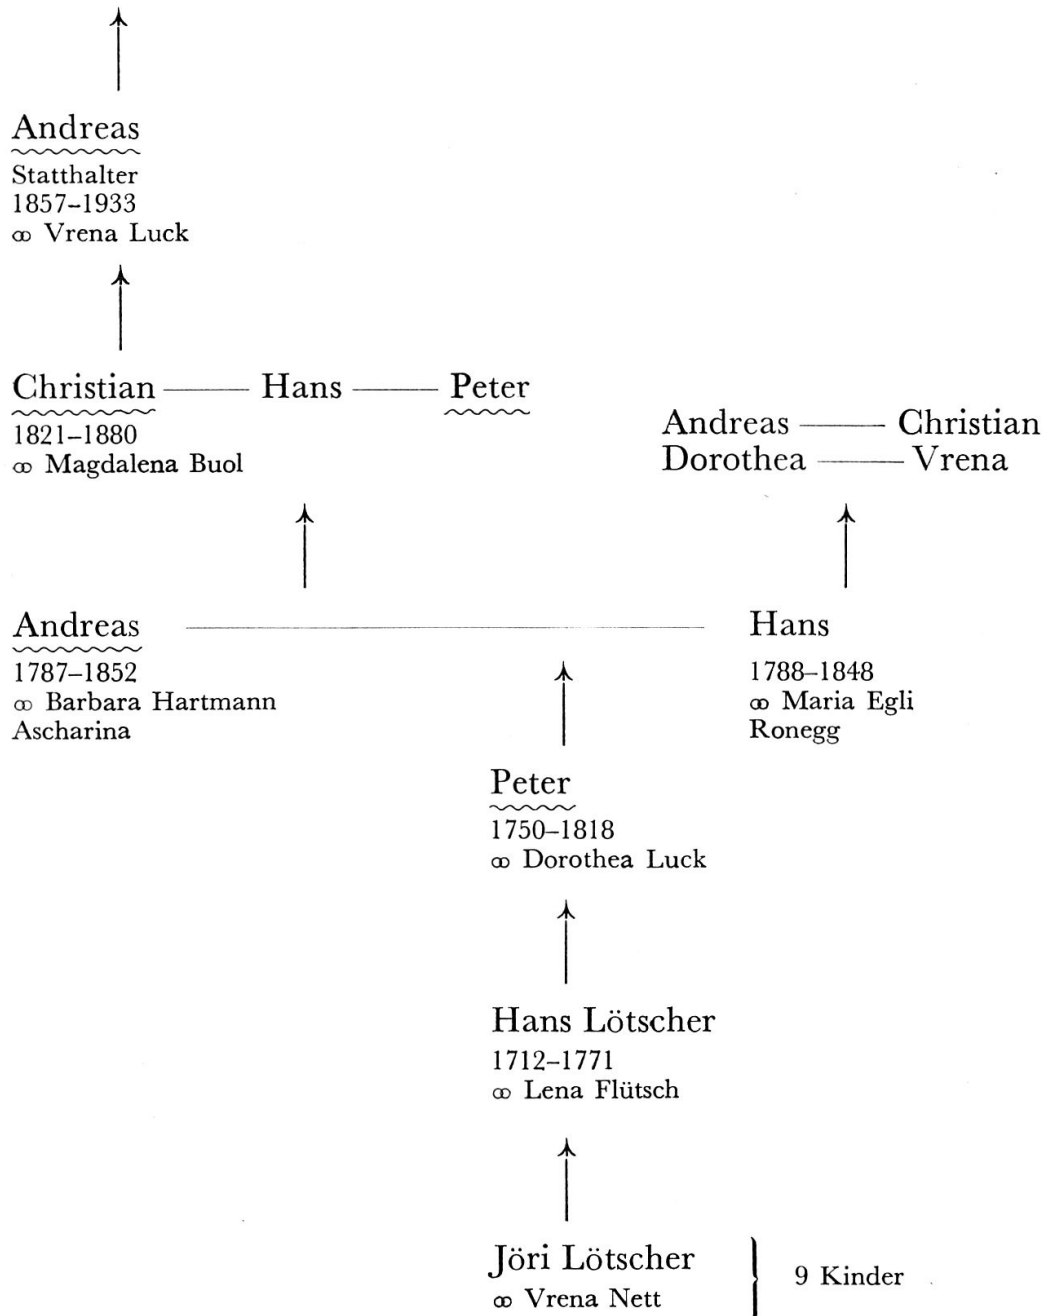 Andreas
Statthalter
1857–1933
⚭ Vrena Luck
Christian —— Hans —— Peter
1821–1880
⚭ Magdalena Buol
Andreas —— Christian
Dorothea —— Vrena
Andreas —— Hans
1787–1852
⚭ Barbara Hartmann
Ascharina
1788–1848
⚭ Maria Egli
Ronegg
Peter
1750–1818
⚭ Dorothea Luck
Hans Lötscher
1712–1771
⚭ Lena Flütsch
Jöri Lötscher
⚭ Vrena Nett
9 Kinder